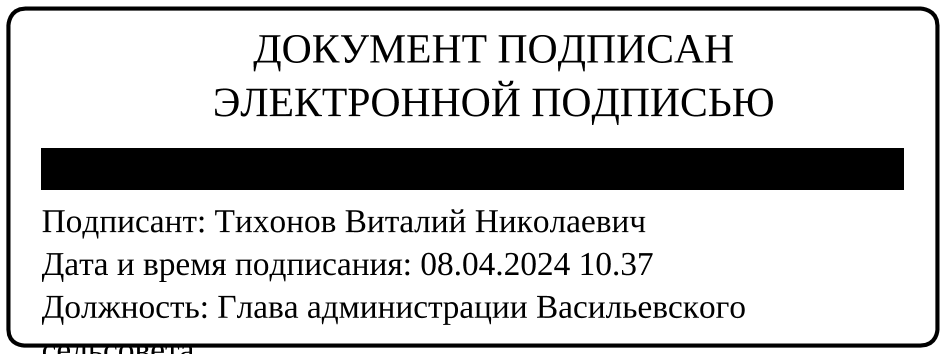 ДОКУМЕНТ ПОДПИСАН
ЭЛЕКТРОННОЙ ПОДПИСЬЮ
Подписант: Тихонов Виталий Николаевич
Дата и время подписания: 08.04.2024 10.37
Должность: Глава администрации Васильевского
сельсовета